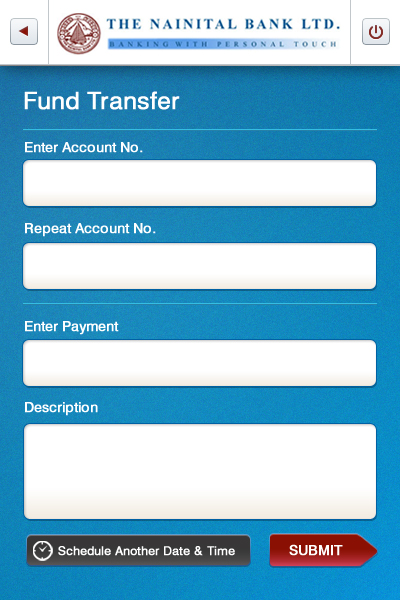 THE NAINITAL BANK LTD.
BANKING WITH PERSONAL TOUCH
Fund Transfer
Enter Account No.
Repeat Account No.
Enter Payment
Description
Schedule Another Date & Time
SUBMIT